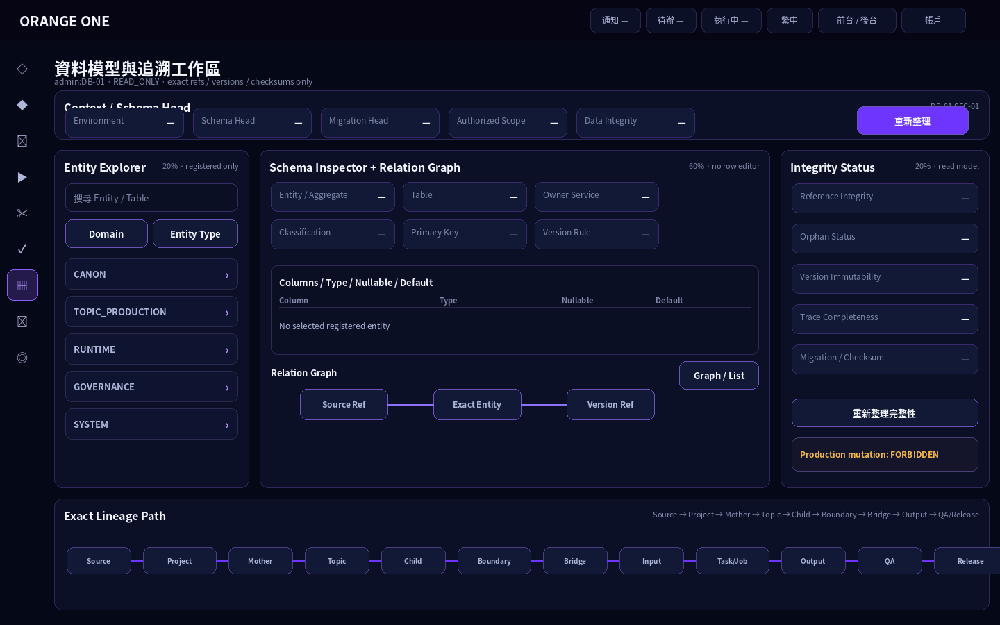 ORANGE ONE
通知 —
待辦 —
執行中 —
繁中
前台 / 後台
帳戶
資料模型與追溯工作區
admin:DB-01 · READ_ONLY · exact refs / versions / checksums only
Context / Schema Head
DB-01 SEC-01
Environment —
Schema Head —
Migration Head —
Authorized Scope —
Data Integrity —
重新整理
Entity Explorer
20% · registered only
搜尋 Entity / Table
Domain
Entity Type
CANON ›
TOPIC_PRODUCTION ›
RUNTIME ›
GOVERNANCE ›
SYSTEM ›
Schema Inspector + Relation Graph
60% · no row editor
Entity / Aggregate —
Table —
Owner Service —
Classification —
Primary Key —
Version Rule —
Columns / Type / Nullable / Default
Column Type Nullable Default
No selected registered entity
Relation Graph
Graph / List
Source Ref
Exact Entity
Version Ref
Integrity Status
20% · read model
Reference Integrity —
Orphan Status —
Version Immutability —
Trace Completeness —
Migration / Checksum —
重新整理完整性
Production mutation: FORBIDDEN
Exact Lineage Path
Source → Project → Mother → Topic → Child → Boundary → Bridge → Output → QA/Release
Source
Project
Mother
Topic
Child
Boundary
Bridge
Input
Task/Job
Output
QA
Release